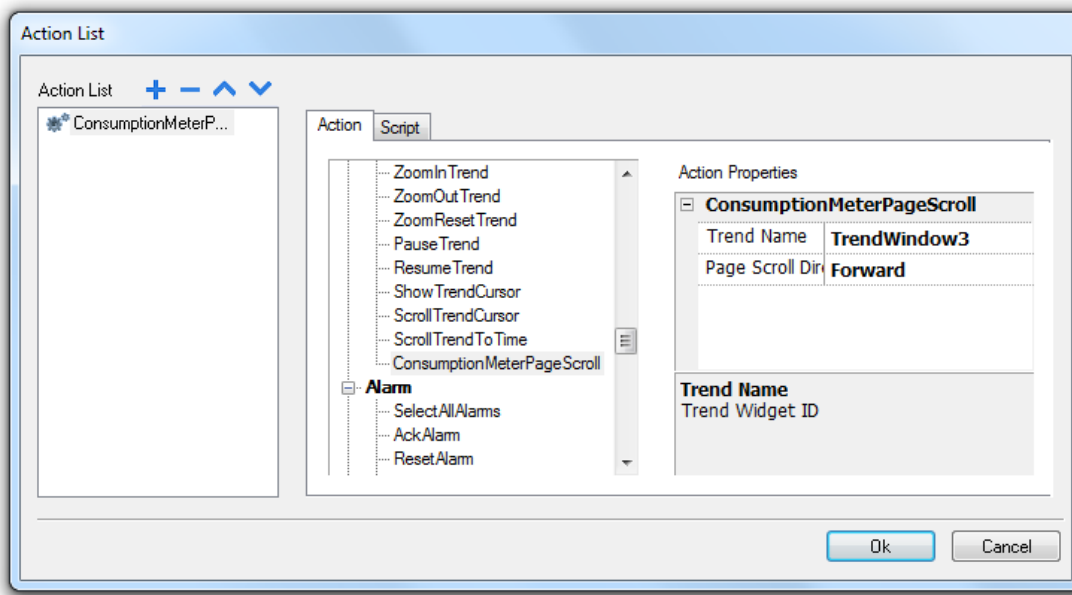 Action List
Action List
ConsumptionMeterP...
Action
Script
ZoomInTrend
ZoomOutTrend
ZoomResetTrend
PauseTrend
ResumeTrend
ShowTrendCursor
ScrollTrendCursor
ScrollTrendToTime
ConsumptionMeterPageScroll
Alarm
SelectAllAlarms
AckAlarm
ResetAlarm
Action Properties
ConsumptionMeterPageScroll
Trend Name TrendWindow3
Page Scroll Dir Forward
Trend Name
Trend Widget ID
Ok
Cancel